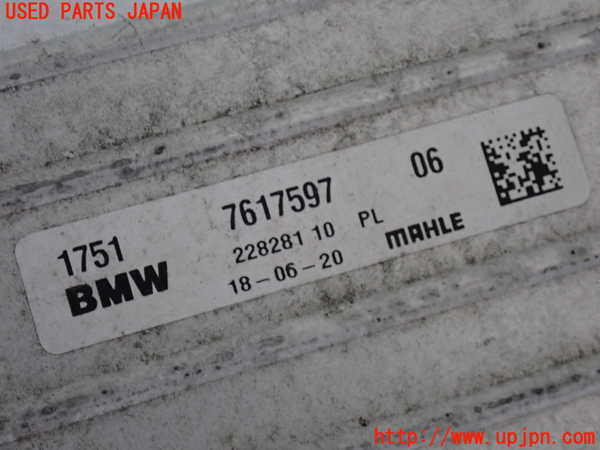 USED PARTS JAPAN
1751 7617597 06
BMW 228281 10 PL MAHLE
18-06-20
http://www.upjpn.com/